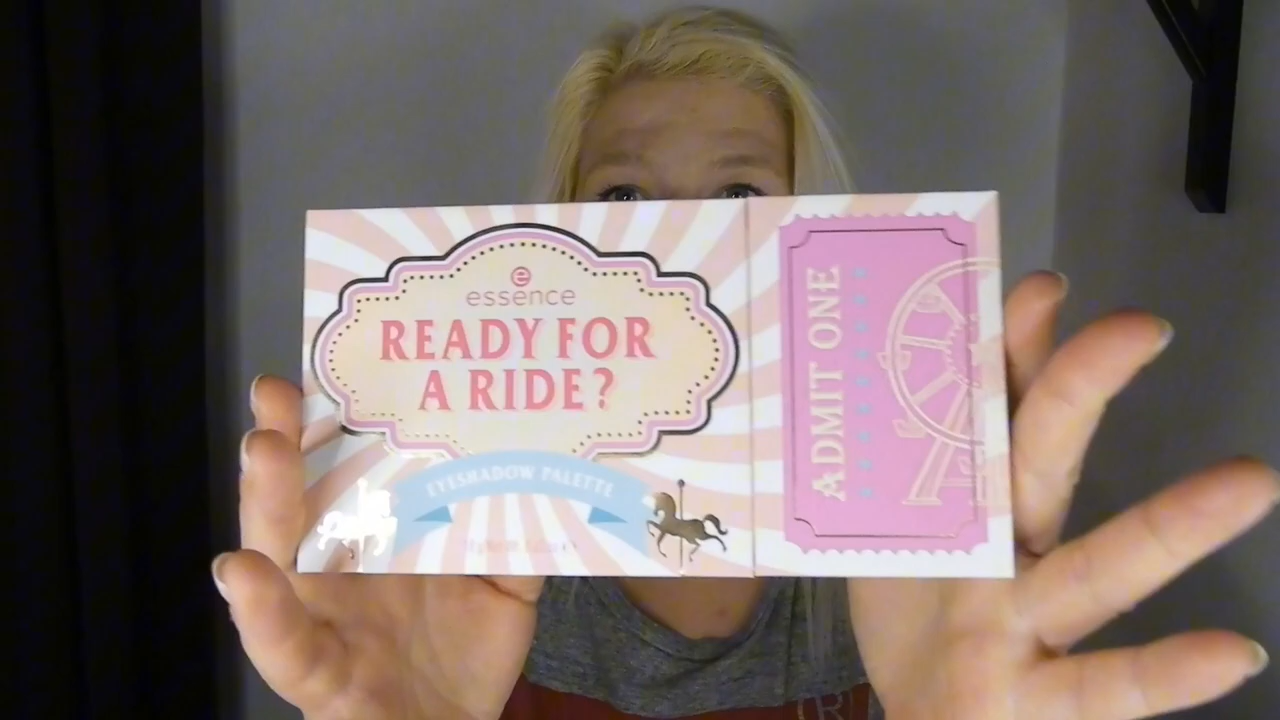 e
essence
READY FOR
A RIDE?
EYESHADOW PALETTE
ADMIT ONE
R